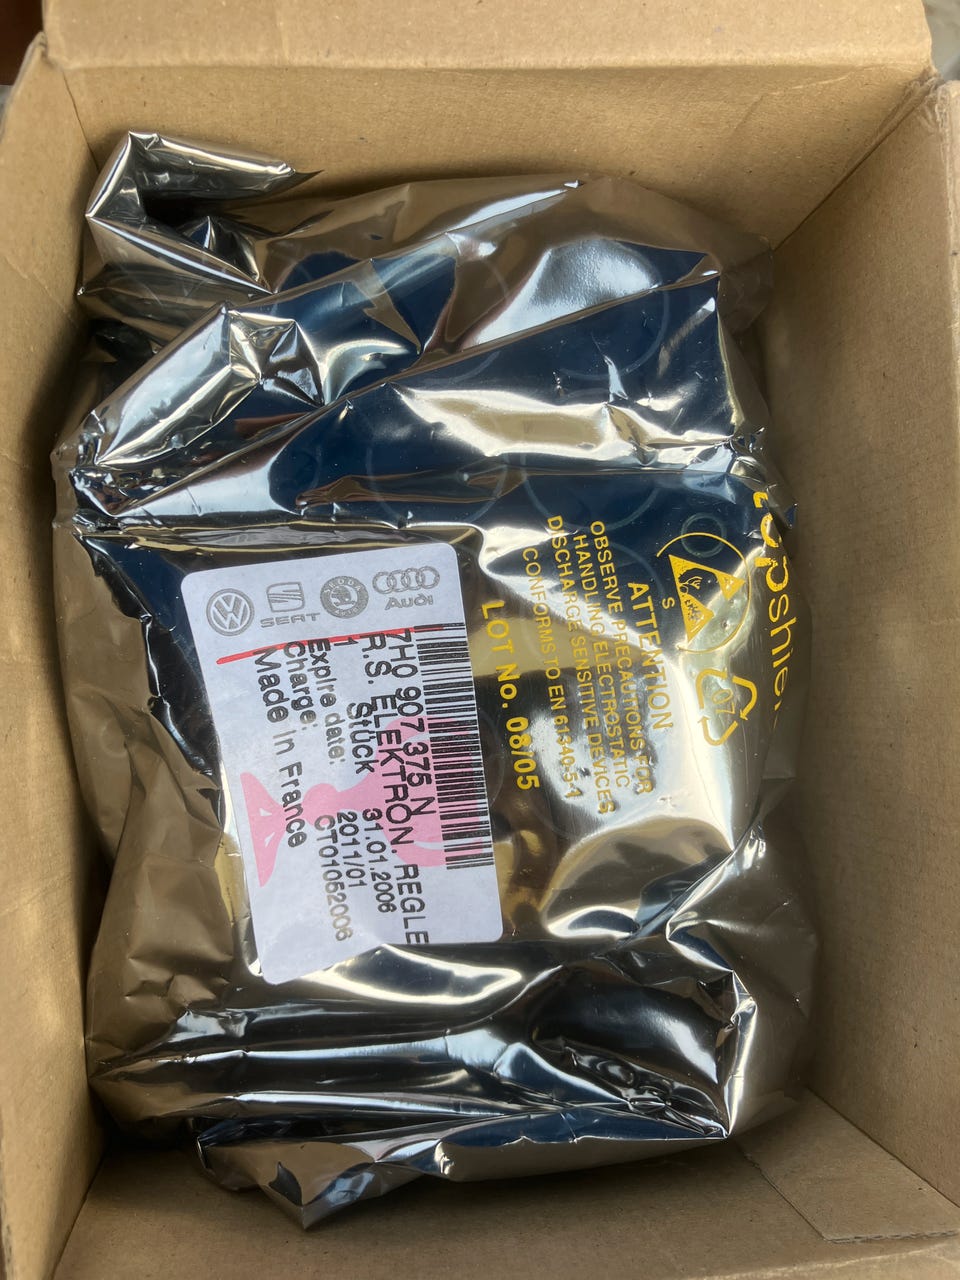 SEAT
SKODA
Audi
7H0 907 375 N
R.S. ELEKTRON. REGLE
1 Stück 31.01.2006
Expire date: 2011/01
Charge: CT01052006
Made in France
ATTENTION
OBSERVE PRECAUTIONS FOR
HANDLING ELECTROSTATIC
DISCHARGE SENSITIVE DEVICES
CONFORMS TO EN 61340-5-1
LOT No. 08/05
S
07